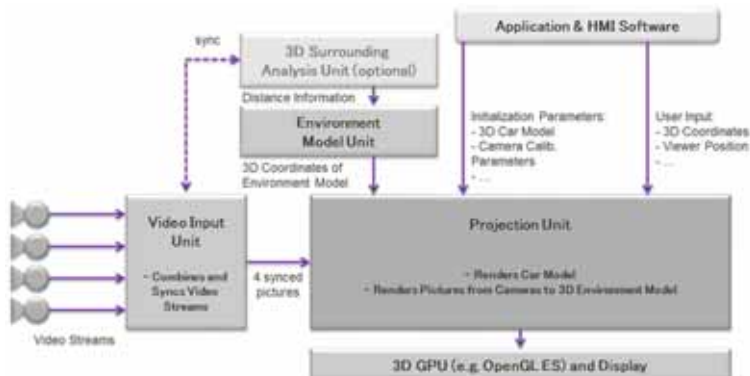 sync
3D Surrounding
Analysis Unit (optional)
Distance Information
Environment
Model Unit
3D Coordinates of
Environment Model
Application & HMI Software
Initialization Parameters:
- 3D Car Model
- Camera Calib.
Parameters
- ...
User Input:
- 3D Coordinates
- Viewer Position
- ...
Video Input
Unit
- Combines and
Syncs Video
Streams
Video Streams
4 synced
pictures
Projection Unit
- Renders Car Model
- Renders Pictures from Cameras to 3D Environment Model
3D GPU (e.g. OpenGL ES) and Display